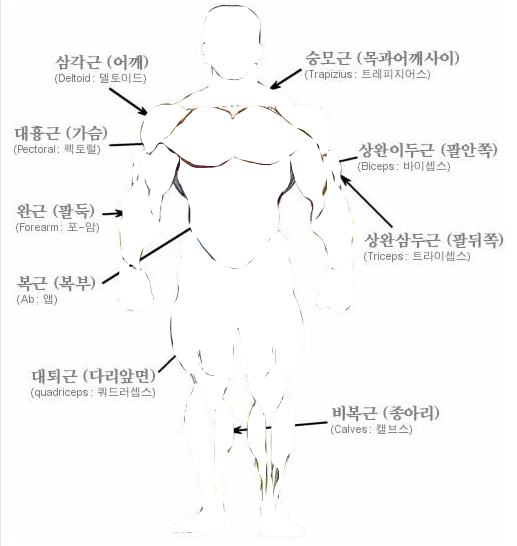 삼각근 (어깨)
(Deltoid: 델토이드)
승모근 (목과어깨사이)
(Trapizius: 트레피지어스)
대흉근 (가슴)
(Pectoral: 펙토럴)
상완이두근 (팔안쪽)
(Biceps: 바이셉스)
완근 (팔둑)
(Forearm: 포-암)
상완삼두근 (팔뒤쪽)
(Triceps: 트라이셉스)
복근 (복부)
(Ab: 앱)
대퇴근 (다리앞면)
(quadriceps: 쿼드러셉스)
비복근 (종아리)
(Calves: 캘브스)